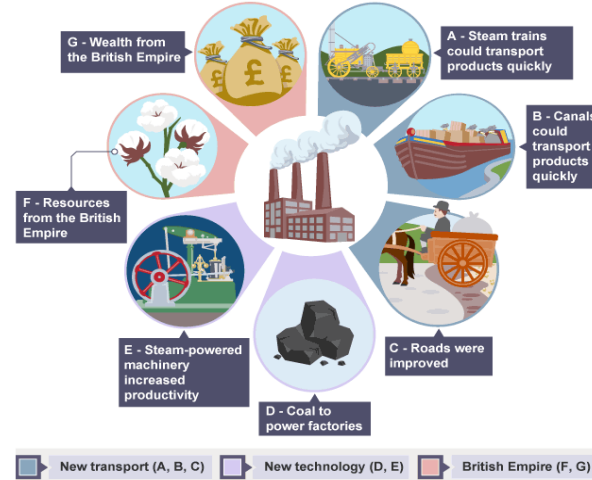 G - Wealth from
the British Empire
A - Steam trains
could transport
products quickly
B - Canals
could
transport
products
quickly
C - Roads were
improved
D - Coal to
power factories
E - Steam-powered
machinery
increased
productivity
F - Resources
from the British
Empire
£
£
£
New transport (A, B, C)
New technology (D, E)
British Empire (F, G)